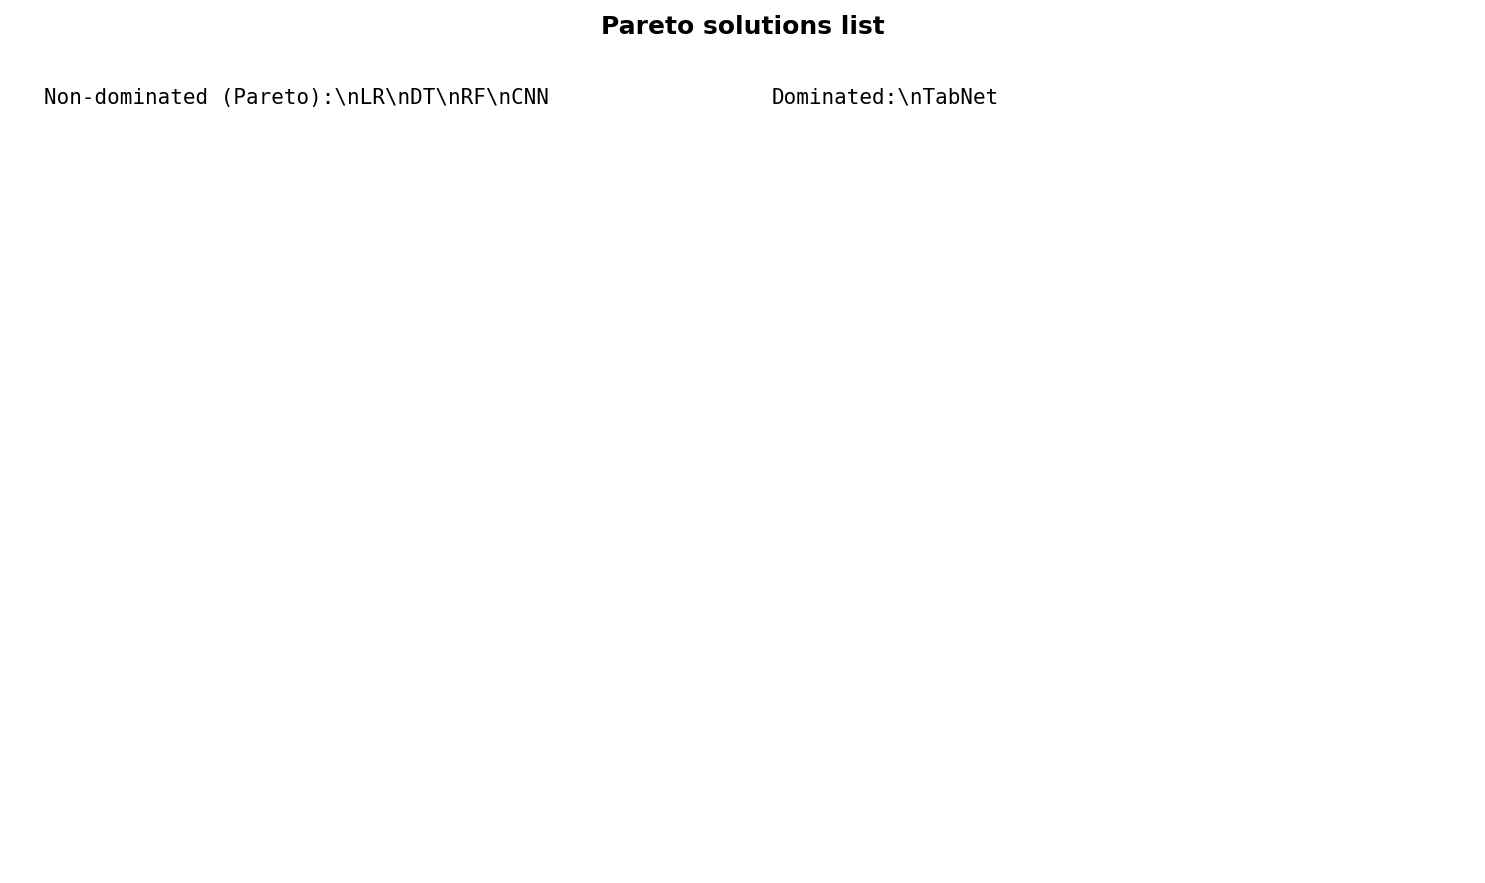 Pareto solutions list
Non-dominated (Pareto):\nLR\nDT\nRF\nCNN
Dominated:\nTabNet